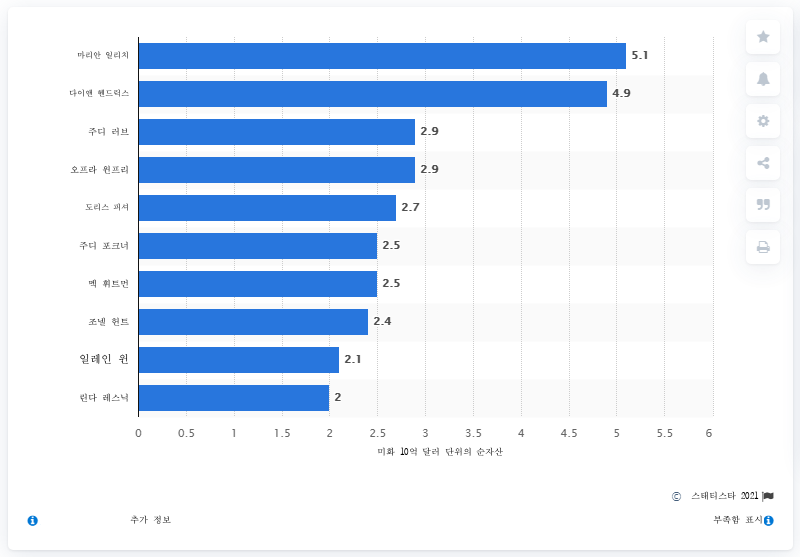 마리안 일리치 5.1
다이앤 헨드릭스 4.9
주디 러브 2.9
오프라 윈프리 2.9
도리스 피셔 2.7
주디 포크너 2.5
멕 휘트먼 2.5
조넬 헌트 2.4
일레인 윈 2.1
린다 레스닉 2
0 0.5 1 1.5 2 2.5 3 3.5 4 4.5 5 5.5 6
미화 10억 달러 단위의 순자산
© 스태티스타 2021
추가 정보 부족함 표시